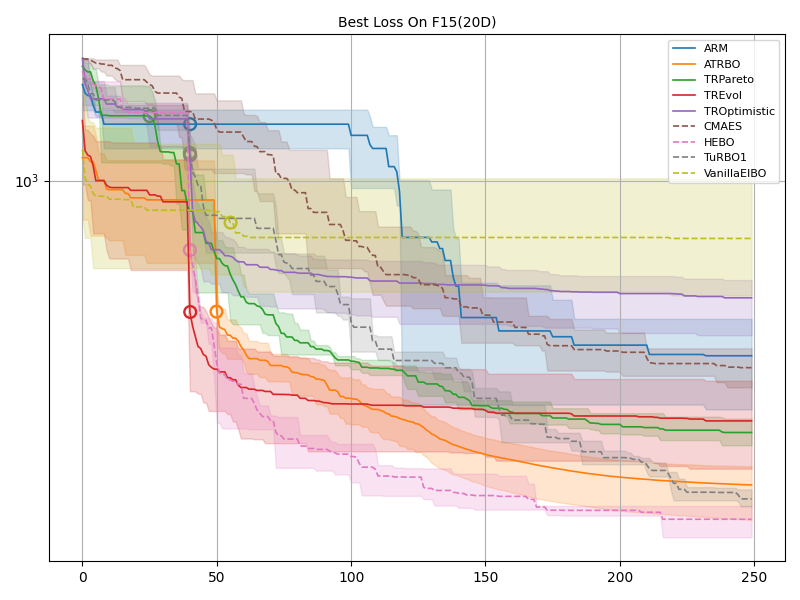 Best Loss On F15(20D)
ARM
ATRBO
TRPareto
TREvol
TROptimistic
CMAES
HEBO
TuRBO1
VanillaEIBO
10³
0 50 100 150 200 250